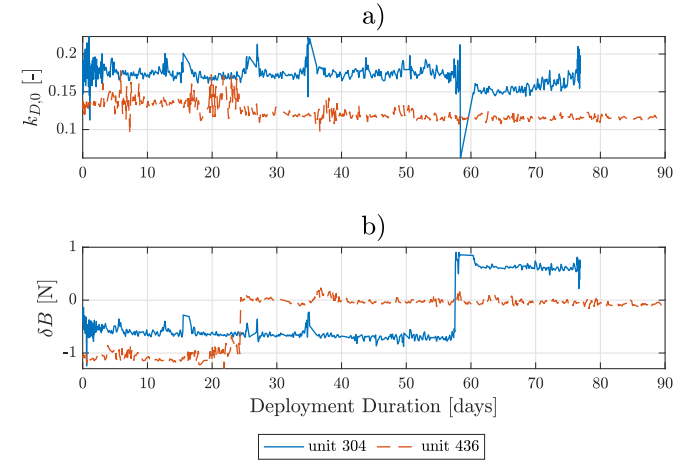 a)
0.2
0.15
0.1
k_{D,0} [-]
0 10 20 30 40 50 60 70 80 90
b)
1
0
-1
δB [N]
0 10 20 30 40 50 60 70 80 90
Deployment Duration [days]
unit 304 unit 436